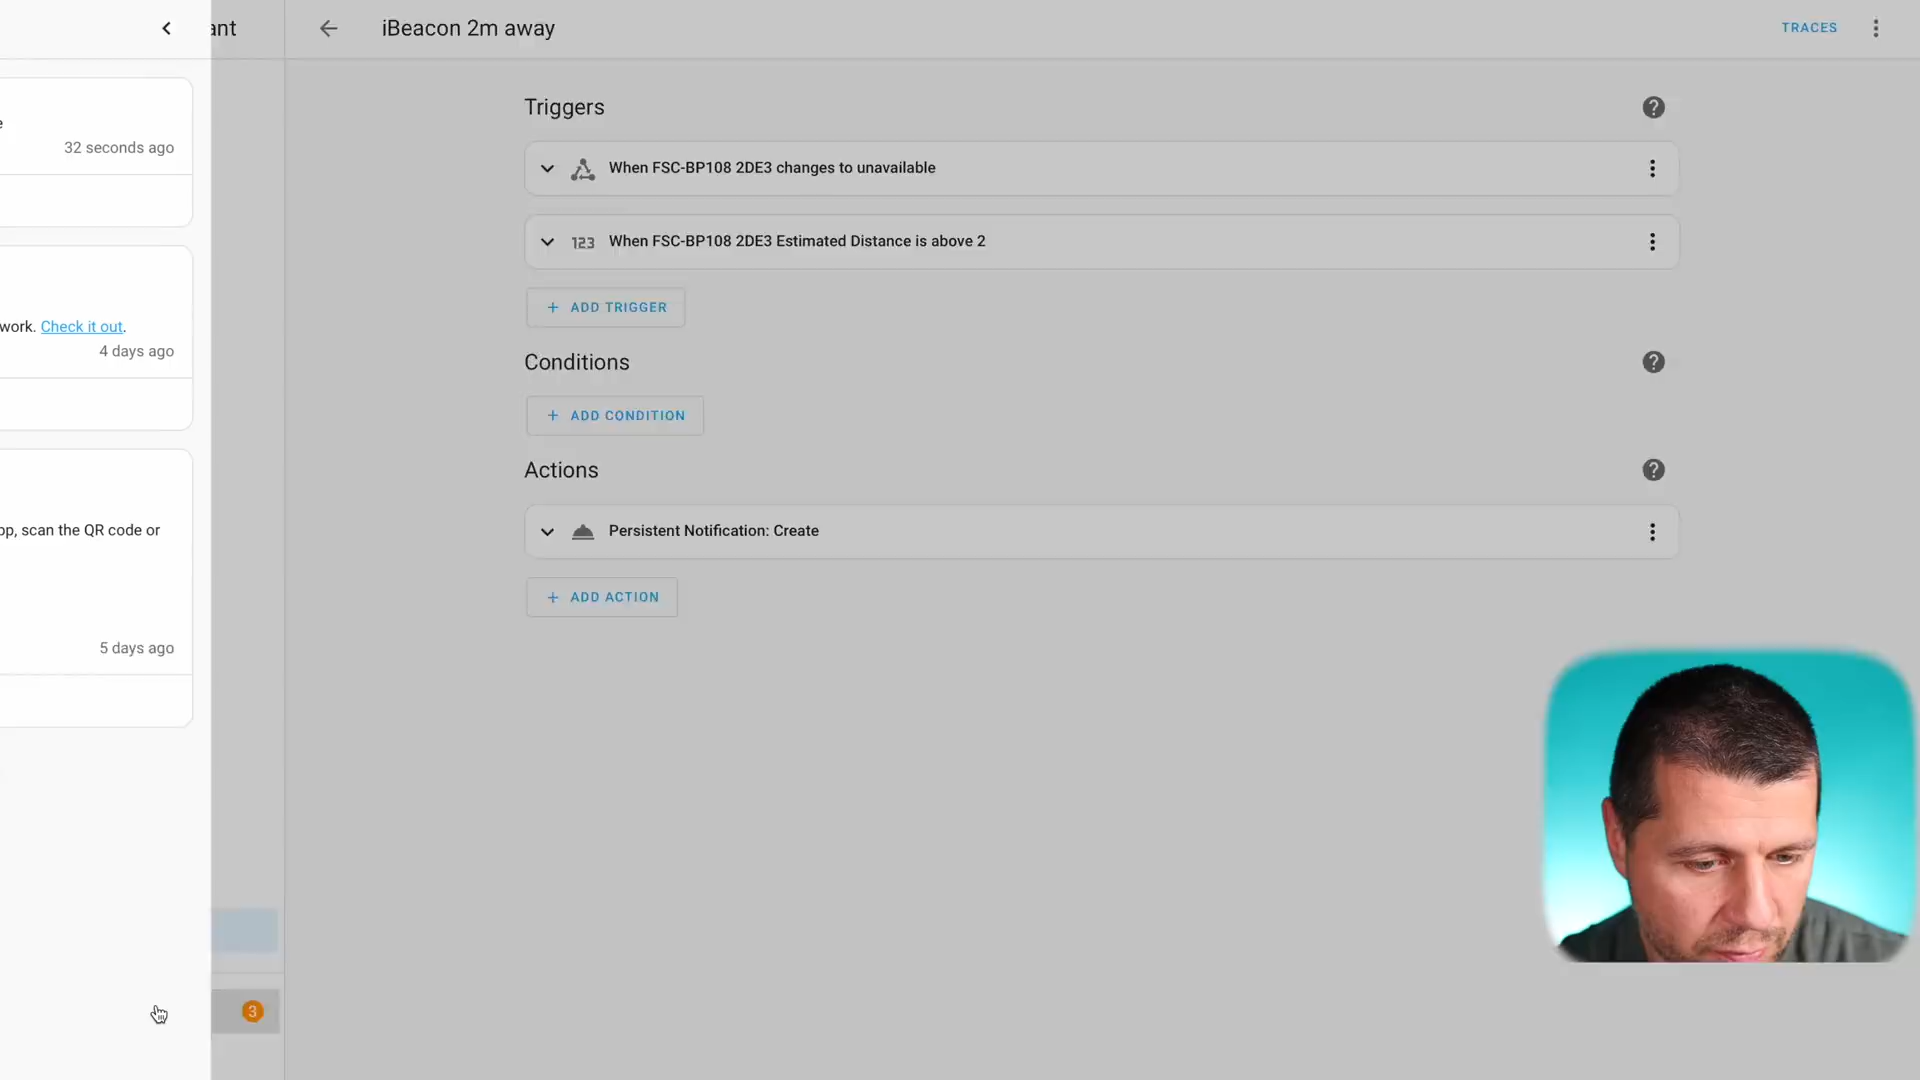 ant
iBeacon 2m away
TRACES
32 seconds ago
work. Check it out.
4 days ago
pp, scan the QR code or
5 days ago
3
Triggers
When FSC-BP108 2DE3 changes to unavailable
123
When FSC-BP108 2DE3 Estimated Distance is above 2
+ ADD TRIGGER
Conditions
+ ADD CONDITION
Actions
Persistent Notification: Create
+ ADD ACTION